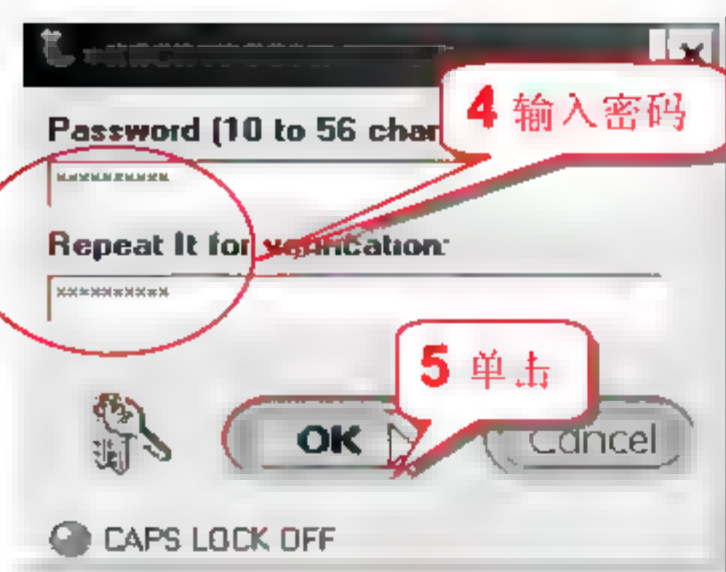 Password (10 to 56 char
4 输入密码
**********
Repeat It for verification:
**********
5 单击
OK
Cancel
CAPS LOCK OFF